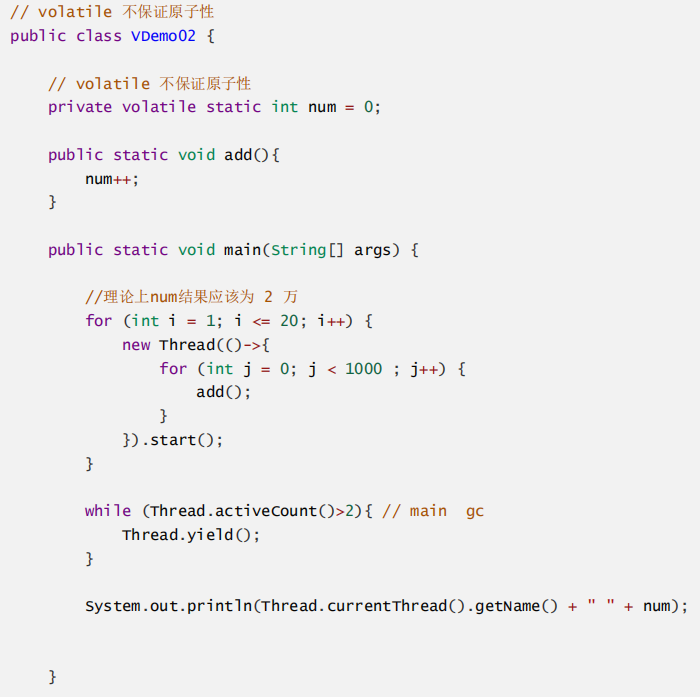 // volatile 不保证原子性
public class VDemo02 {
// volatile 不保证原子性
private volatile static int num = 0;
public static void add(){
num++;
}
public static void main(String[] args) {
//理论上num结果应该为 2 万
for (int i = 1; i <= 20; i++) {
new Thread(()->{
for (int j = 0; j < 1000 ; j++) {
add();
}
}).start();
}
while (Thread.activeCount()>2){ // main  gc
Thread.yield();
}
System.out.println(Thread.currentThread().getName() + " " + num);
}